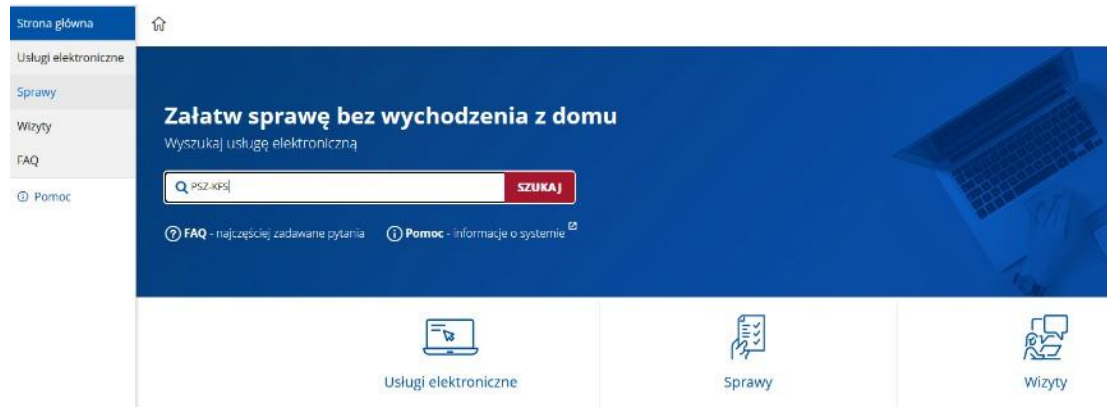 Strona główna
Usługi elektroniczne
Sprawy
Wizyty
FAQ
Pomoc
Załatw sprawę bez wychodzenia z domu
Wyszukaj usługę elektroniczną
PSZ-KFS
SZUKAJ
FAQ - najczęściej zadawane pytania Pomoc - informacje o systemie
Usługi elektroniczne Sprawy Wizyty